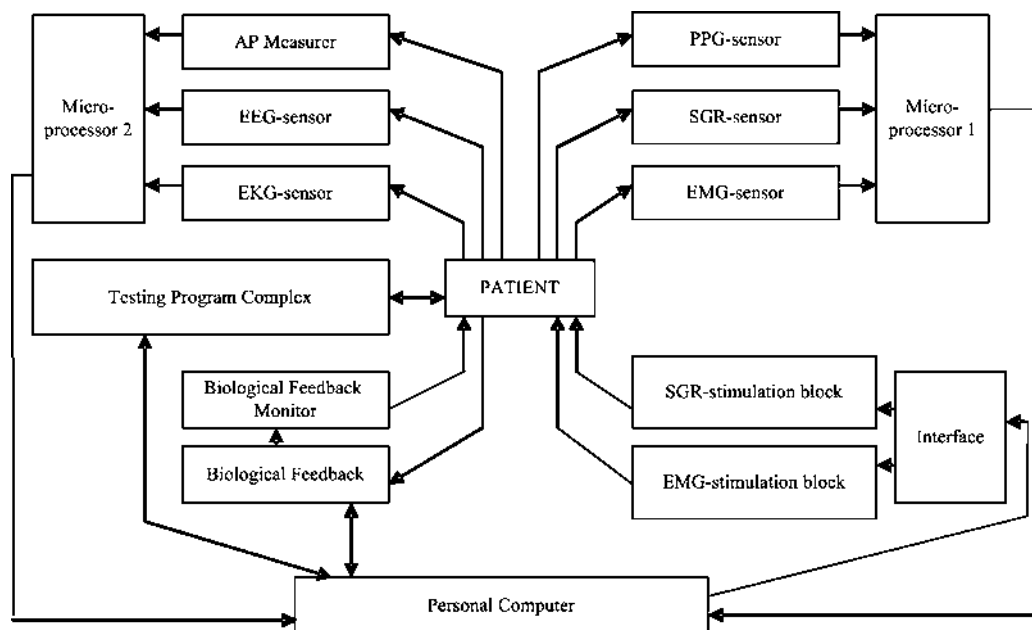 AP Measurer
PPG-sensor
Micro-
processor 2
EEG-sensor
SGR-sensor
Micro-
processor 1
EKG-sensor
EMG-sensor
PATIENT
Testing Program Complex
Biological Feedback
Monitor
SGR-stimulation block
Interface
Biological Feedback
EMG-stimulation block
Personal Computer